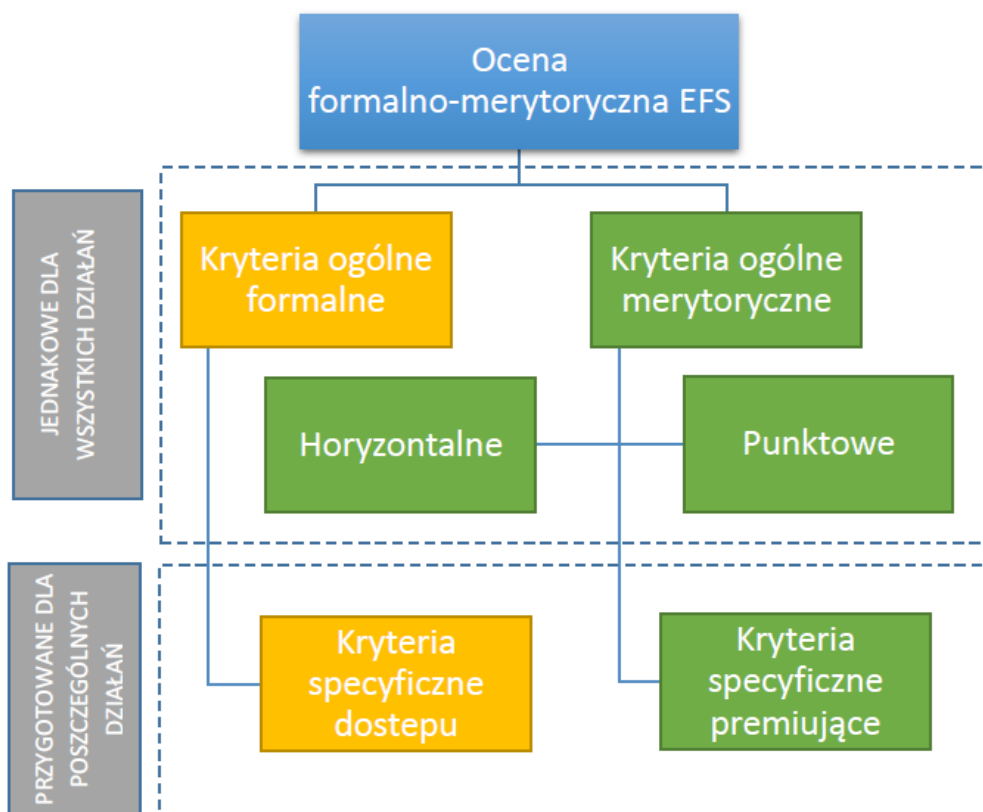 Ocena
formalno-merytoryczna EFS
JEDNAKOWE DLA
WSZYSTKICH DZIAŁAŃ
Kryteria ogólne
formalne
Kryteria ogólne
merytoryczne
Horyzontalne
Punktowe
PRZYGOTOWANE DLA
POSZCZEGÓLNYCH
DZIAŁAŃ
Kryteria
specyficzne
dostepu
Kryteria
specyficzne
premiujące